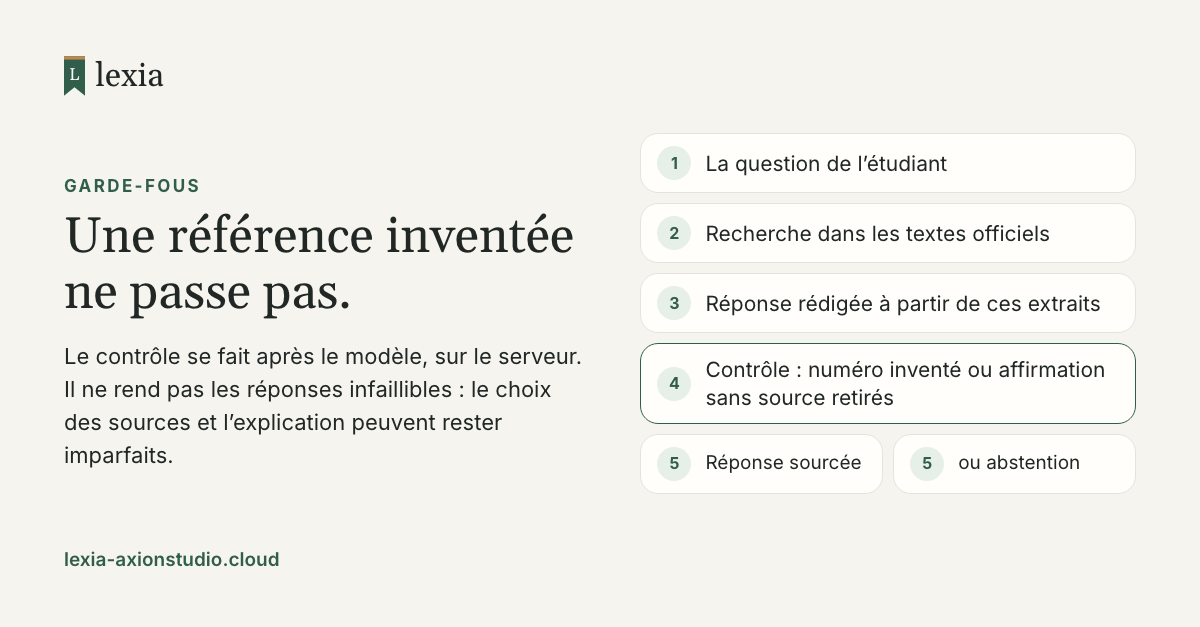 L lexia
GARDE-FOUS
Une référence inventée
ne passe pas.
Le contrôle se fait après le modèle, sur le serveur.
Il ne rend pas les réponses infaillibles : le choix
des sources et l’explication peuvent rester
imparfaits.
lexia-axionstudio.cloud
1 La question de l’étudiant
2 Recherche dans les textes officiels
3 Réponse rédigée à partir de ces extraits
4 Contrôle : numéro inventé ou affirmation
sans source retirés
5 Réponse sourcée
5 ou abstention